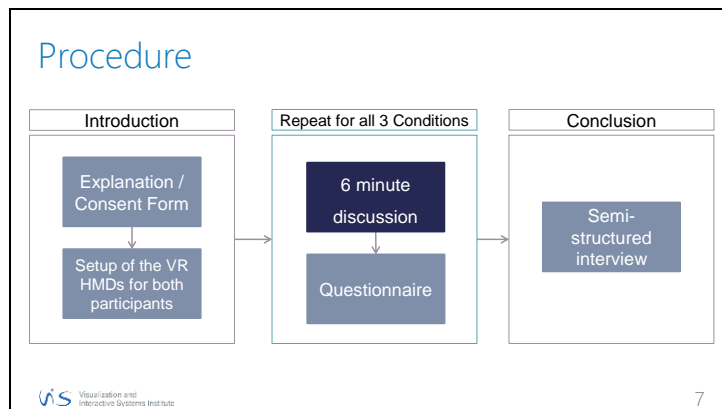 Procedure
Introduction
Explanation /
Consent Form
Setup of the VR
HMDs for both
participants
Repeat for all 3 Conditions
6 minute
discussion
Questionnaire
Conclusion
Semi-
structured
interview
VIS
Visualization and
Interactive Systems Institute
7